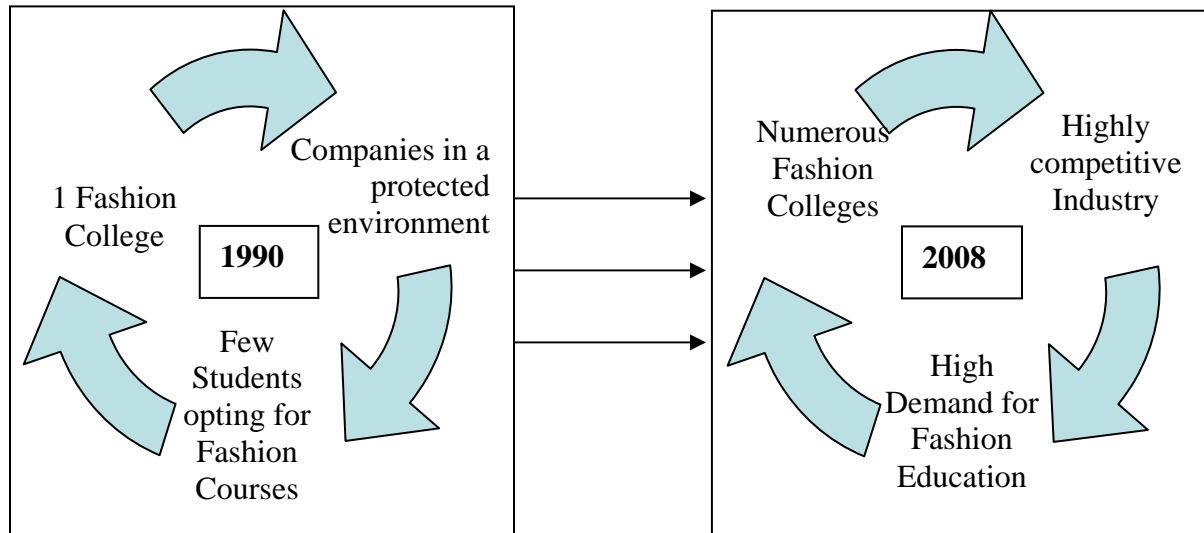 1 Fashion
College
Companies in a
protected
environment
1990
Few
Students
opting for
Fashion
Courses
Numerous
Fashion
Colleges
Highly
competitive
Industry
2008
High
Demand for
Fashion
Education